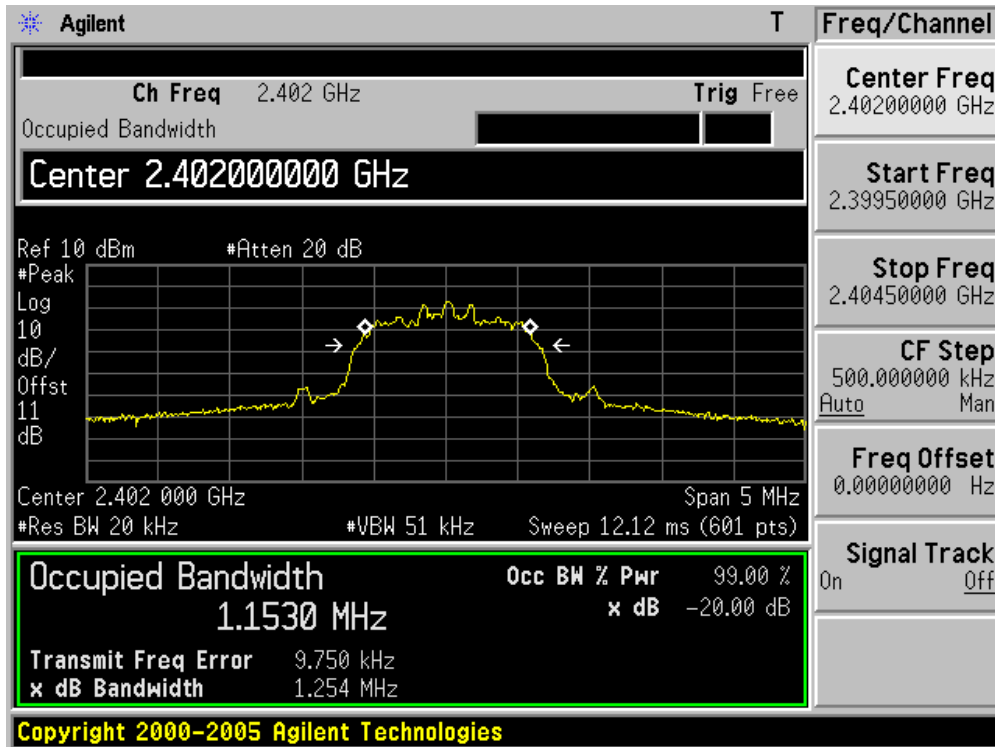 Agilent T
Ch Freq 2.402 GHz Trig Free
Occupied Bandwidth
Center 2.402000000 GHz
Ref 10 dBm #Atten 20 dB
#Peak
Log
10
dB/
Offst
11
dB
Center 2.402 000 GHz Span 5 MHz
#Res BW 20 kHz #VBW 51 kHz Sweep 12.12 ms (601 pts)
Occupied Bandwidth Occ BW % Pwr 99.00 %
1.1530 MHz x dB -20.00 dB
Transmit Freq Error 9.750 kHz
x dB Bandwidth 1.254 MHz
Copyright 2000-2005 Agilent Technologies
Freq/Channel
Center Freq
2.40200000 GHz
Start Freq
2.39950000 GHz
Stop Freq
2.40450000 GHz
CF Step
500.000000 kHz
Auto Man
Freq Offset
0.00000000 Hz
Signal Track
On Off